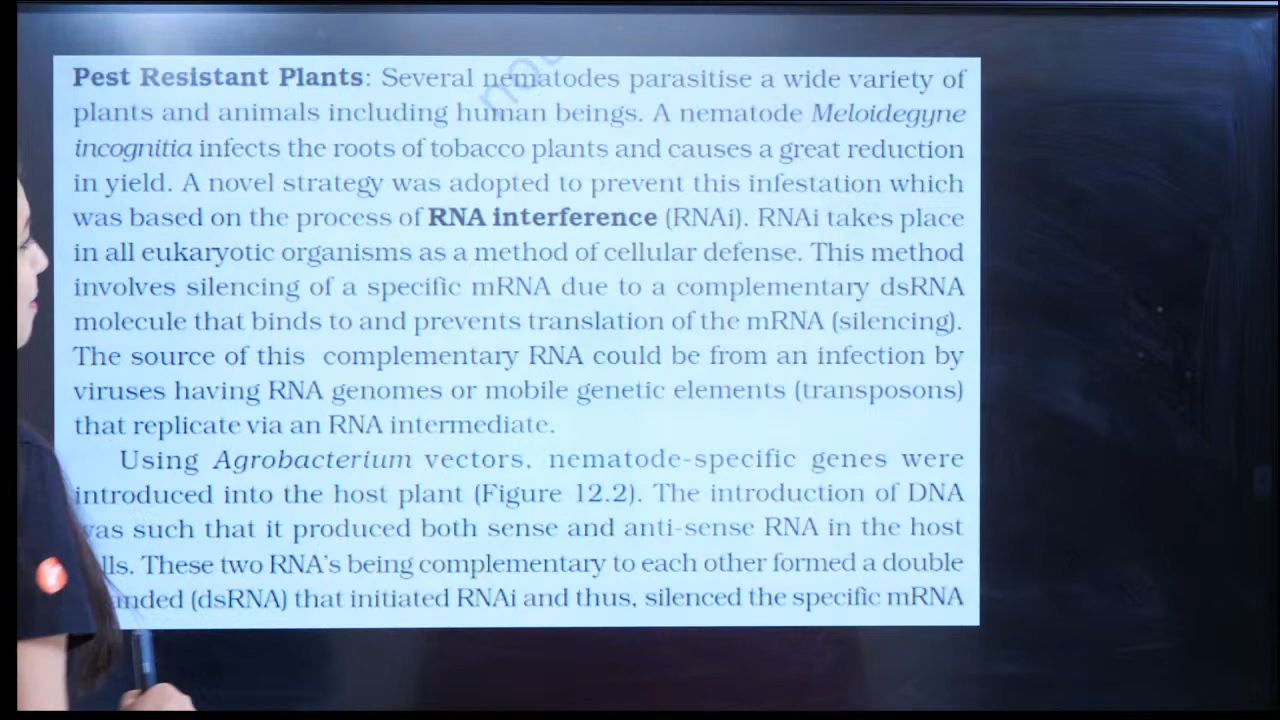 Pest Resistant Plants: Several nematodes parasitise a wide variety of
plants and animals including human beings. A nematode Meloidegyne
incognitia infects the roots of tobacco plants and causes a great reduction
in yield. A novel strategy was adopted to prevent this infestation which
was based on the process of RNA interference (RNAi). RNAi takes place
in all eukaryotic organisms as a method of cellular defense. This method
involves silencing of a specific mRNA due to a complementary dsRNA
molecule that binds to and prevents translation of the mRNA (silencing).
The source of this complementary RNA could be from an infection by
viruses having RNA genomes or mobile genetic elements (transposons)
that replicate via an RNA intermediate.
Using Agrobacterium vectors, nematode-specific genes were
introduced into the host plant (Figure 12.2). The introduction of DNA
was such that it produced both sense and anti-sense RNA in the host
These two RNA's being complementary to each other formed a double
(dsRNA) that initiated RNAi and thus, silenced the specific mRNA